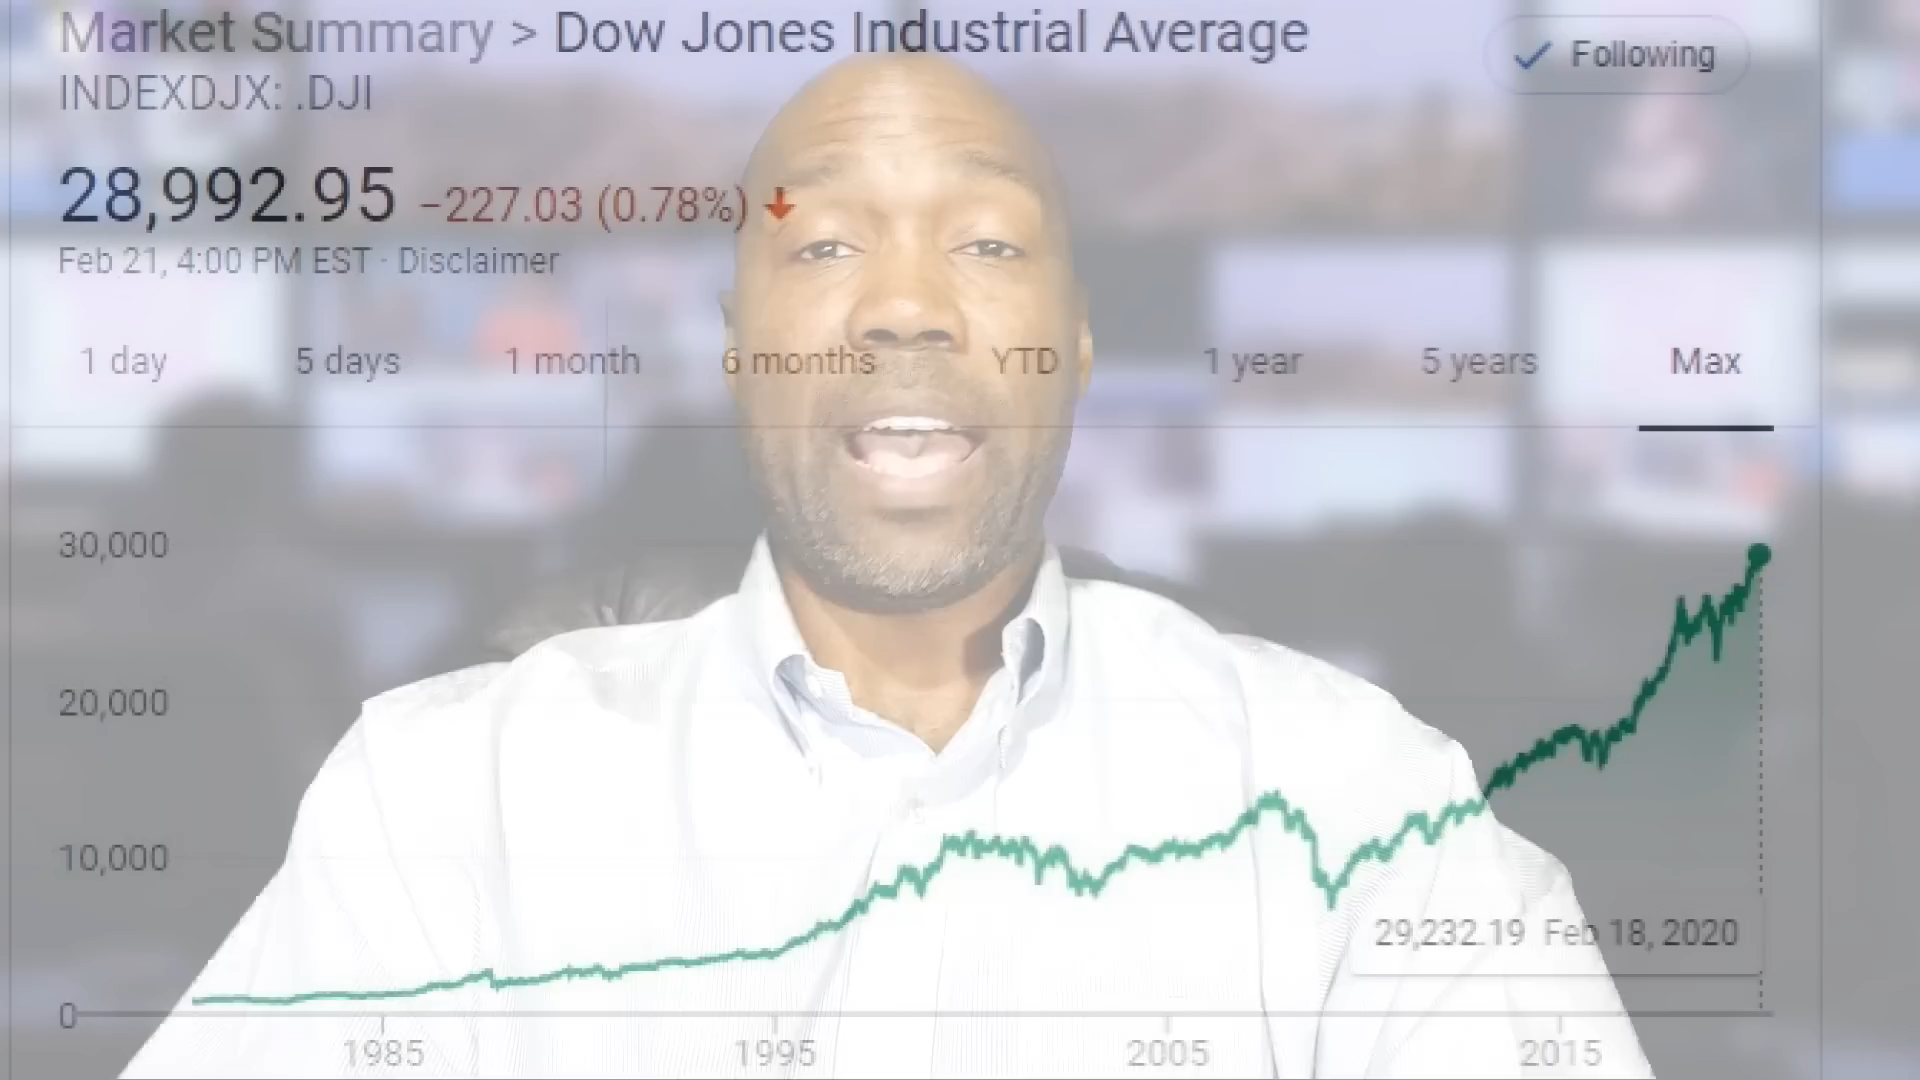 Market Summary > Dow Jones Industrial Average
Following
INDEXDJX: .DJI
28,992.95 −227.03 (0.78%)
Feb 21, 4:00 PM EST · Disclaimer
1 day 5 days 1 month 6 months YTD 1 year 5 years Max
30,000
20,000
10,000
29,232.19 Feb 18, 2020
0
1985 1995 2005 2015